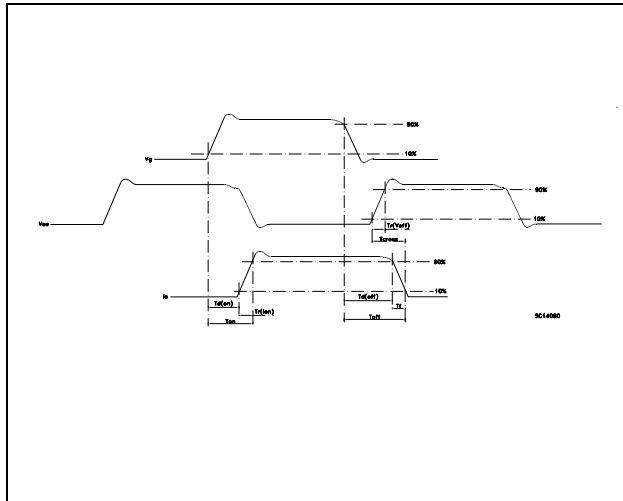 90%
10%
Vg
90%
10%
Vce
Tr(Voff)
Tcross
90%
10%
Ic
Td(on)
Tr(Ion)
Ton
Td(off)
Tf
Toff
SC14080